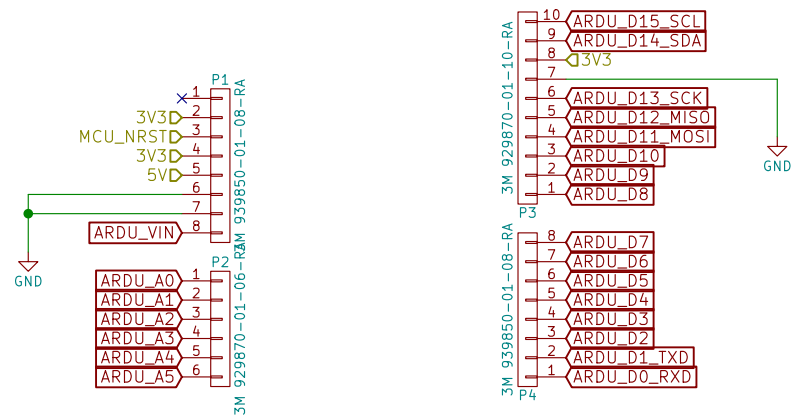 P1
1
3V3 2
MCU_NRST 3
3V3 4
5V 5
6
7
ARDU_VIN 8
3M 939850-01-08-RA
GND
P2
ARDU_A0 1
ARDU_A1 2
ARDU_A2 3
ARDU_A3 4
ARDU_A4 5
ARDU_A5 6
3M 929870-01-06-RA
10 ARDU_D15_SCL
9 ARDU_D14_SDA
8 3V3
7
6 ARDU_D13_SCK
5 ARDU_D12_MISO
4 ARDU_D11_MOSI
3 ARDU_D10
2 ARDU_D9
1 ARDU_D8
3M 929870-01-10-RA
P3
GND
8 ARDU_D7
7 ARDU_D6
6 ARDU_D5
5 ARDU_D4
4 ARDU_D3
3 ARDU_D2
2 ARDU_D1_TXD
1 ARDU_D0_RXD
3M 939850-01-08-RA
P4